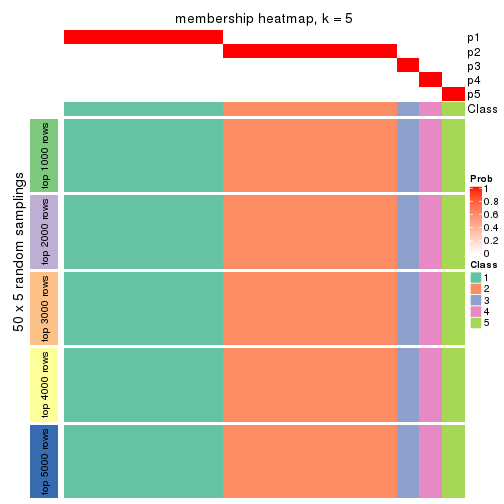 membership heatmap, k = 5
p1
p2
p3
p4
p5
Class
50 x 5 random samplings
top 1000 rows
top 2000 rows
top 3000 rows
top 4000 rows
top 5000 rows
Prob
1
0.8
0.6
0.4
0.2
0
Class
1
2
3
4
5